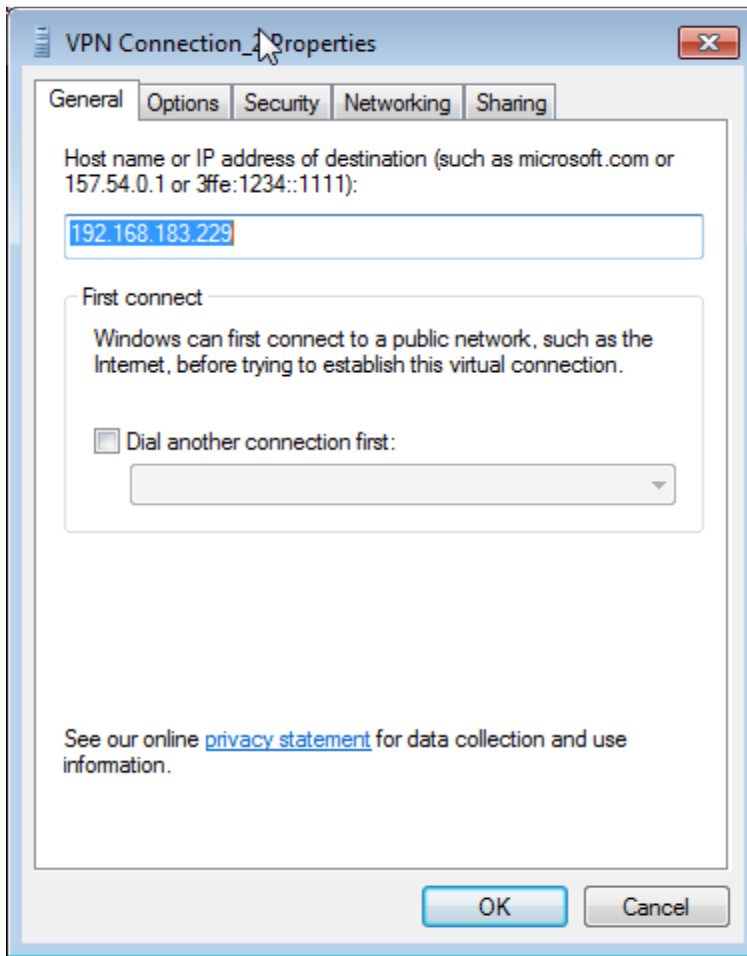 VPN Connection_2 Properties
General Options Security Networking Sharing
Host name or IP address of destination (such as microsoft.com or
157.54.0.1 or 3ffe:1234::1111):
192.168.183.229
First connect
Windows can first connect to a public network, such as the
Internet, before trying to establish this virtual connection.
Dial another connection first:
See our online privacy statement for data collection and use
information.
OK Cancel